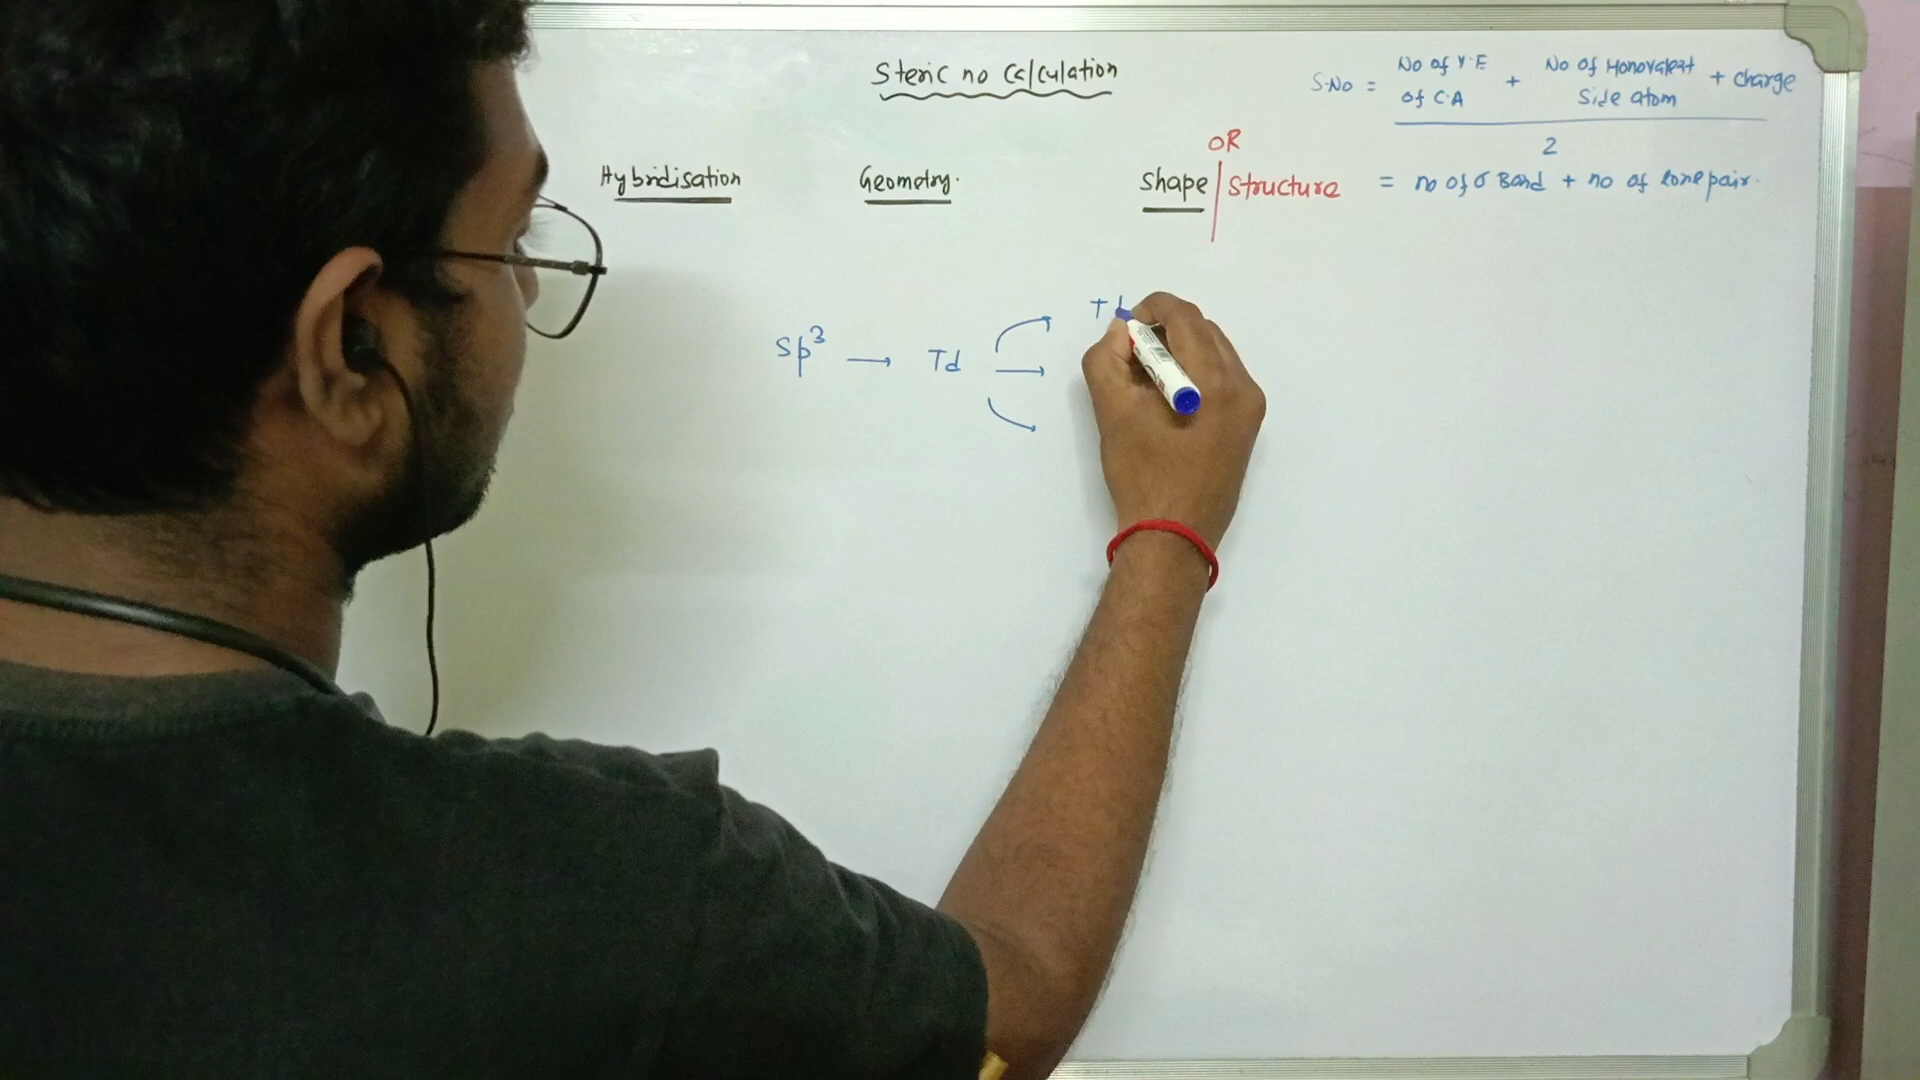 Steric no Calculation
S.No = No of V.E of C.A + No of Monovalent Side atom + charge
2
= no of σ Bond + no of lone pair.
Hybridisation
Geometry.
Shape OR Structure
Sp³ → Td
T